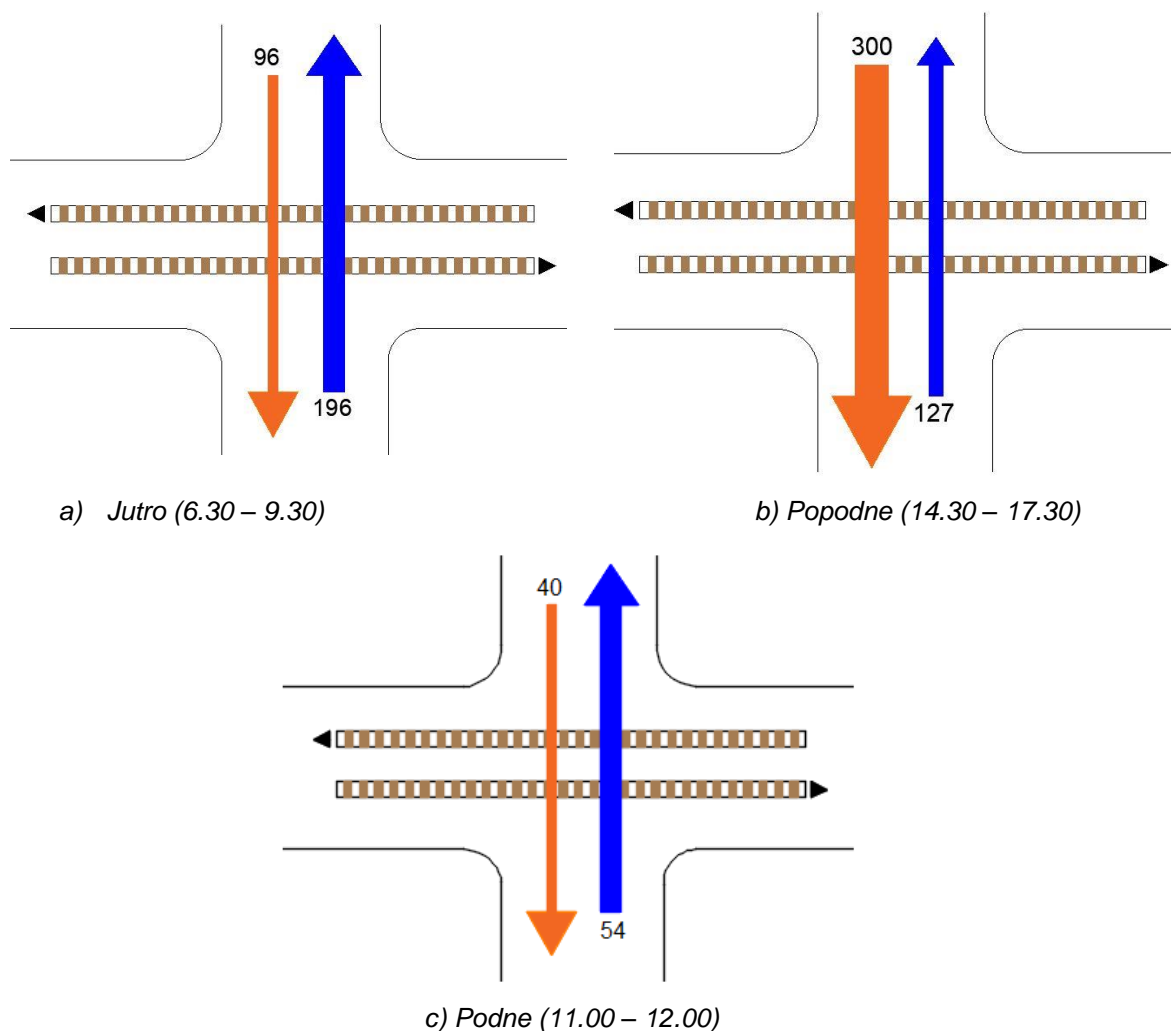 96
196
300
127
a) Jutro (6.30 – 9.30)
b) Popodne (14.30 – 17.30)
40
54
c) Podne (11.00 – 12.00)